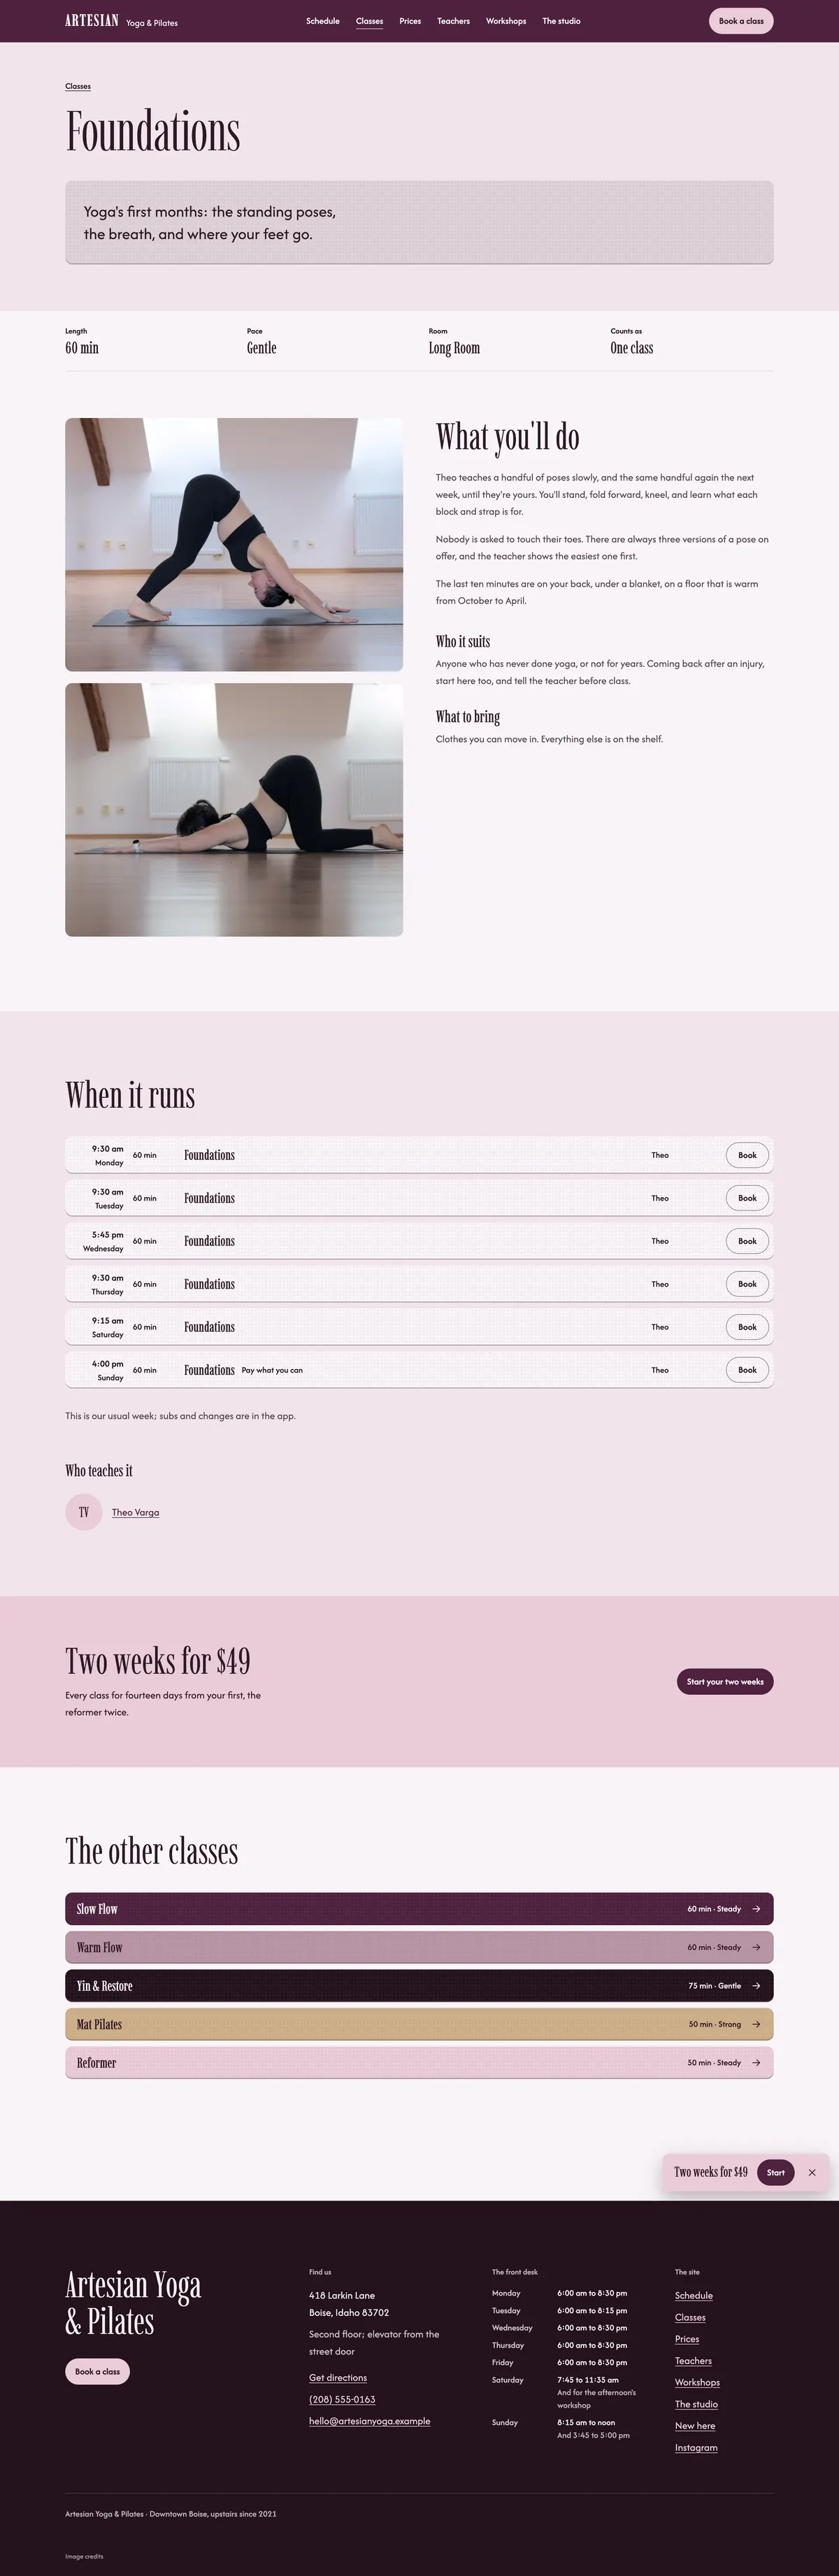 ARTESIAN Yoga & Pilates
Schedule Classes Prices Teachers Workshops The studio
Book a class
Classes
Foundations
Yoga's first months: the standing poses,
the breath, and where your feet go.
Length Pace Room Counts as
60 min Gentle Long Room One class
What you'll do
Theo teaches a handful of poses slowly, and the same handful again the next
week, until they're yours. You'll stand, fold forward, kneel, and learn what each
block and strap is for.
Nobody is asked to touch their toes. There are always three versions of a pose on
offer, and the teacher shows the easiest one first.
The last ten minutes are on your back, under a blanket, on a floor that is warm
from October to April.
Who it suits
Anyone who has never done yoga, or not for years. Coming back after an injury,
start here too, and tell the teacher before class.
What to bring
Clothes you can move in. Everything else is on the shelf.
When it runs
9:30 am
Monday
60 min Foundations Theo Book
9:30 am
Tuesday
60 min Foundations Theo Book
5:45 pm
Wednesday
60 min Foundations Theo Book
9:30 am
Thursday
60 min Foundations Theo Book
9:15 am
Saturday
60 min Foundations Theo Book
4:00 pm
Sunday
60 min Foundations Pay what you can Theo Book
This is our usual week; subs and changes are in the app.
Who teaches it
TV Theo Varga
Two weeks for $49
Every class for fourteen days from your first, the
reformer twice.
Start your two weeks
The other classes
Slow Flow 60 min · Steady →
Warm Flow 60 min · Steady →
Yin & Restore 75 min · Gentle →
Mat Pilates 50 min · Strong →
Reformer 50 min · Steady →
Two weeks for $49 Start ×
Artesian Yoga
& Pilates
Book a class
Find us
418 Larkin Lane
Boise, Idaho 83702
Second floor; elevator from the
street door
Get directions
(208) 555-0163
hello@artesianyoga.example
The front desk
Monday 6:00 am to 8:30 pm
Tuesday 6:00 am to 8:15 pm
Wednesday 6:00 am to 8:30 pm
Thursday 6:00 am to 8:30 pm
Friday 6:00 am to 8:30 pm
Saturday 7:45 to 11:35 am
And for the afternoon's
workshop
Sunday 8:15 am to noon
And 3:45 to 5:00 pm
The site
Schedule
Classes
Prices
Teachers
Workshops
The studio
New here
Instagram
Artesian Yoga & Pilates · Downtown Boise, upstairs since 2021
Image credits